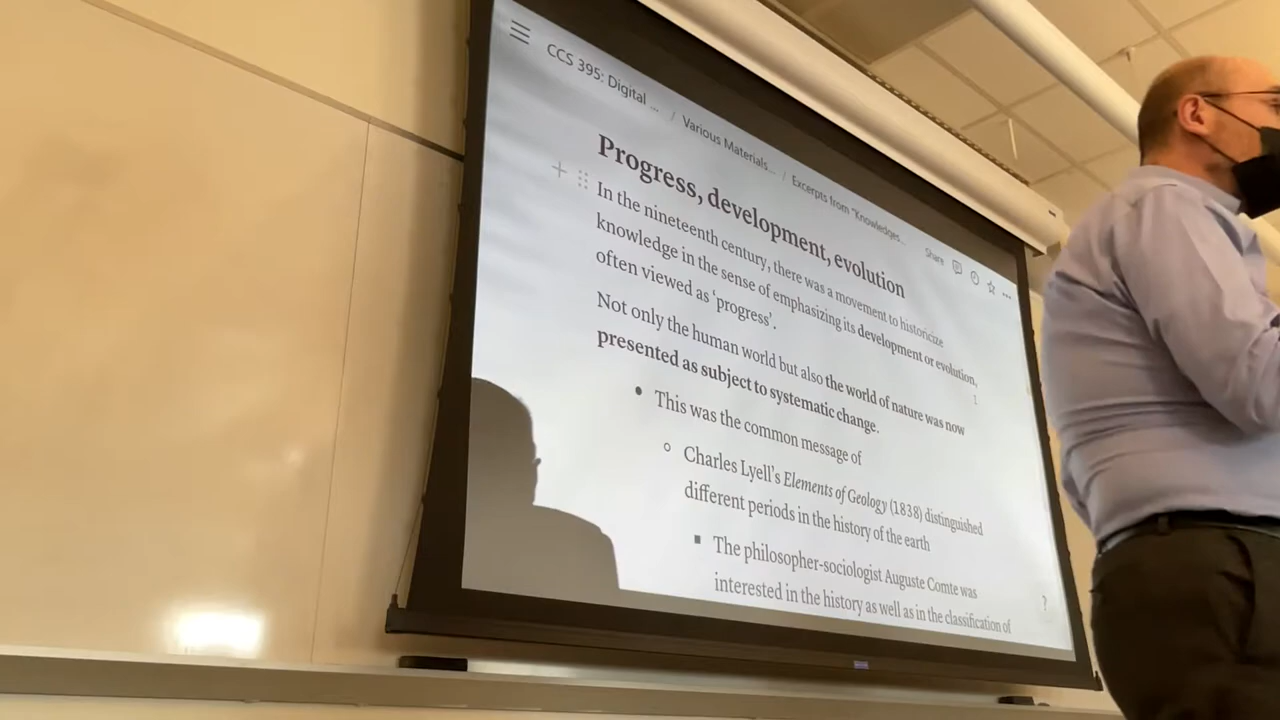 CCS 395: Digital ... / Various Materials... / Excerpts from "Knowledges...
Share
Progress, development, evolution
In the nineteenth century, there was a movement to historicize
knowledge in the sense of emphasizing its development or evolution,
often viewed as ‘progress’.
1
Not only the human world but also the world of nature was now
presented as subject to systematic change.
• This was the common message of
○ Charles Lyell’s Elements of Geology (1838) distinguished
different periods in the history of the earth
▪ The philosopher-sociologist Auguste Comte was
interested in the history as well as in the classification of
?